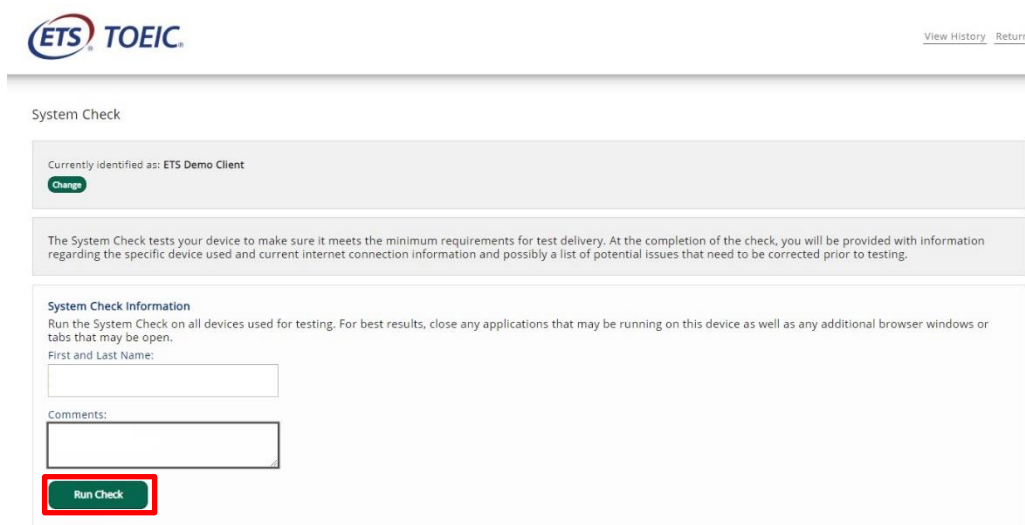 ETS® TOEIC®
View History Return
System Check
Currently identified as: ETS Demo Client
Change
The System Check tests your device to make sure it meets the minimum requirements for test delivery. At the completion of the check, you will be provided with information
regarding the specific device used and current internet connection information and possibly a list of potential issues that need to be corrected prior to testing.
System Check Information
Run the System Check on all devices used for testing. For best results, close any applications that may be running on this device as well as any additional browser windows or
tabs that may be open.
First and Last Name:
Comments:
Run Check